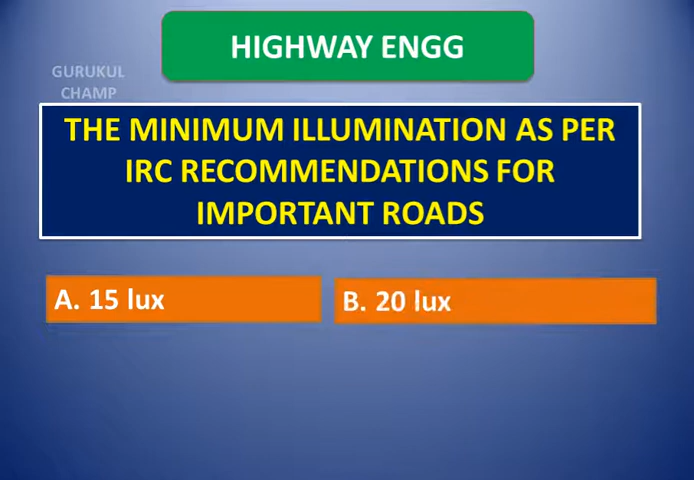 HIGHWAY ENGG
GURUKUL
CHAMP
THE MINIMUM ILLUMINATION AS PER
IRC RECOMMENDATIONS FOR
IMPORTANT ROADS
A. 15 lux
B. 20 lux